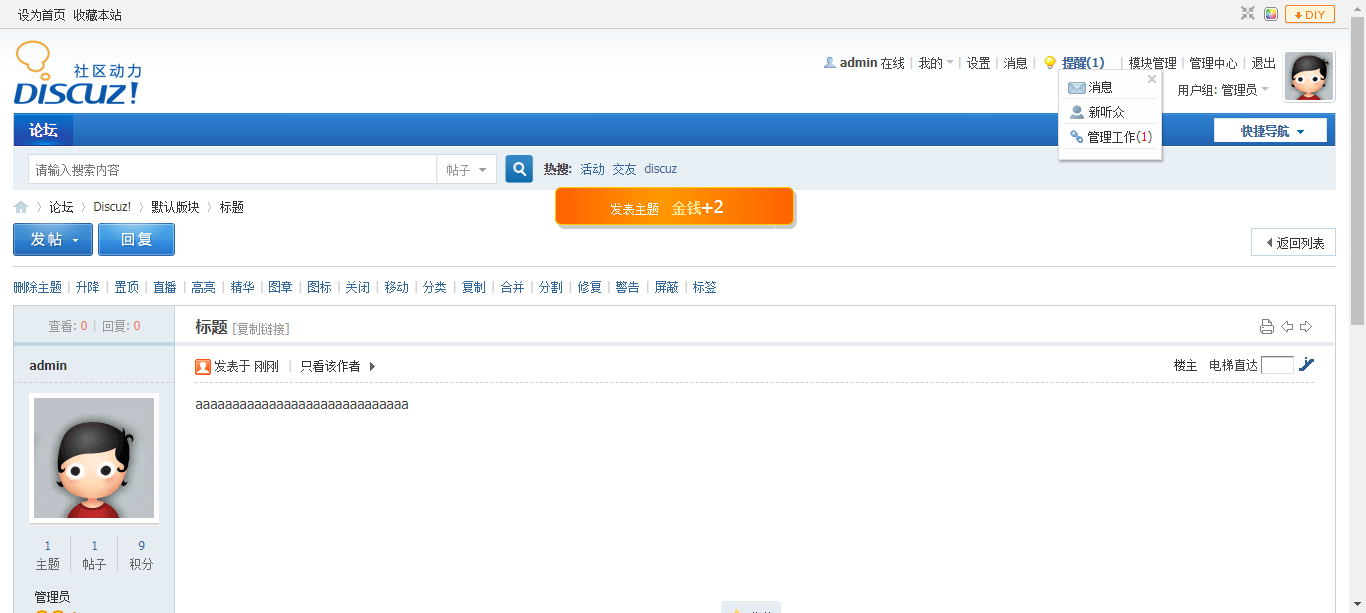 设为首页 收藏本站
DIY
社区动力
DISCUZ!
admin 在线 | 我的 | 设置 | 消息 | 提醒(1) | 模块管理 | 管理中心 | 退出
用户组: 管理员
消息
新听众
管理工作(1)
论坛
快捷导航
请输入搜索内容 帖子 热搜: 活动 交友 discuz
发表主题 金钱+2
论坛 〉 Discuz! 〉 默认版块 〉 标题
发帖 回复
返回列表
删除主题 | 升降 | 置顶 | 直播 | 高亮 | 精华 | 图章 | 图标 | 关闭 | 移动 | 分类 | 复制 | 合并 | 分割 | 修复 | 警告 | 屏蔽 | 标签
查看: 0 | 回复: 0
标题 [复制链接]
admin
发表于 刚刚 | 只看该作者
楼主 电梯直达
aaaaaaaaaaaaaaaaaaaaaaaaaaaaa
1 1 9
主题 帖子 积分
管理员